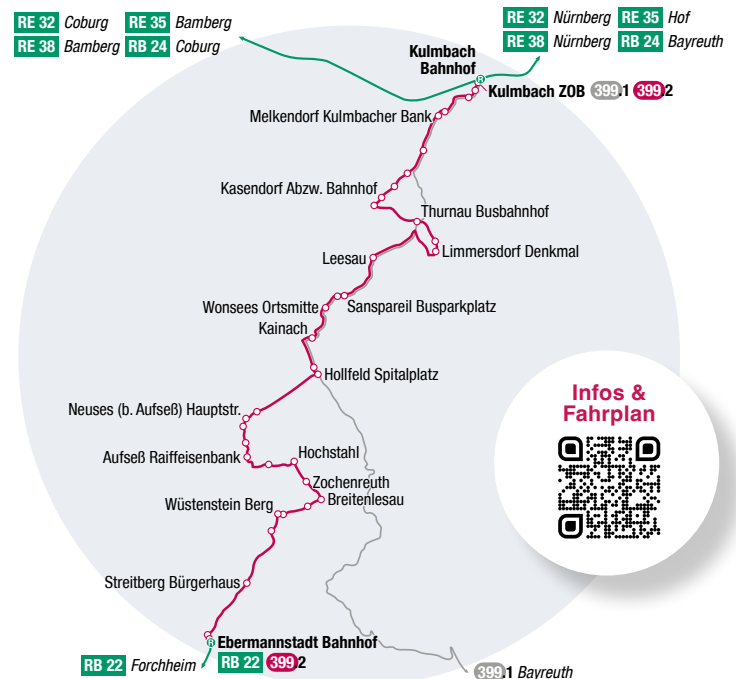 RE 32 Coburg RE 35 Bamberg
RE 38 Bamberg RB 24 Coburg
RE 32 Nürnberg RE 35 Hof
RE 38 Nürnberg RB 24 Bayreuth
Kulmbach
Bahnhof
R
Kulmbach ZOB 399.1 399.2
Melkendorf Kulmbacher Bank
Kasendorf Abzw. Bahnhof
Thurnau Busbahnhof
Limmersdorf Denkmal
Leesau
Wonsees Ortsmitte
Sanspareil Busparkplatz
Kainach
Hollfeld Spitalplatz
Infos &
Fahrplan
Neuses (b. Aufseß) Hauptstr.
Aufseß Raiffeisenbank
Hochstahl
Zochenreuth
Breitenlesau
Wüstenstein Berg
Streitberg Bürgerhaus
R
Ebermannstadt Bahnhof
RB 22 399.2
RB 22 Forchheim
399.1 Bayreuth